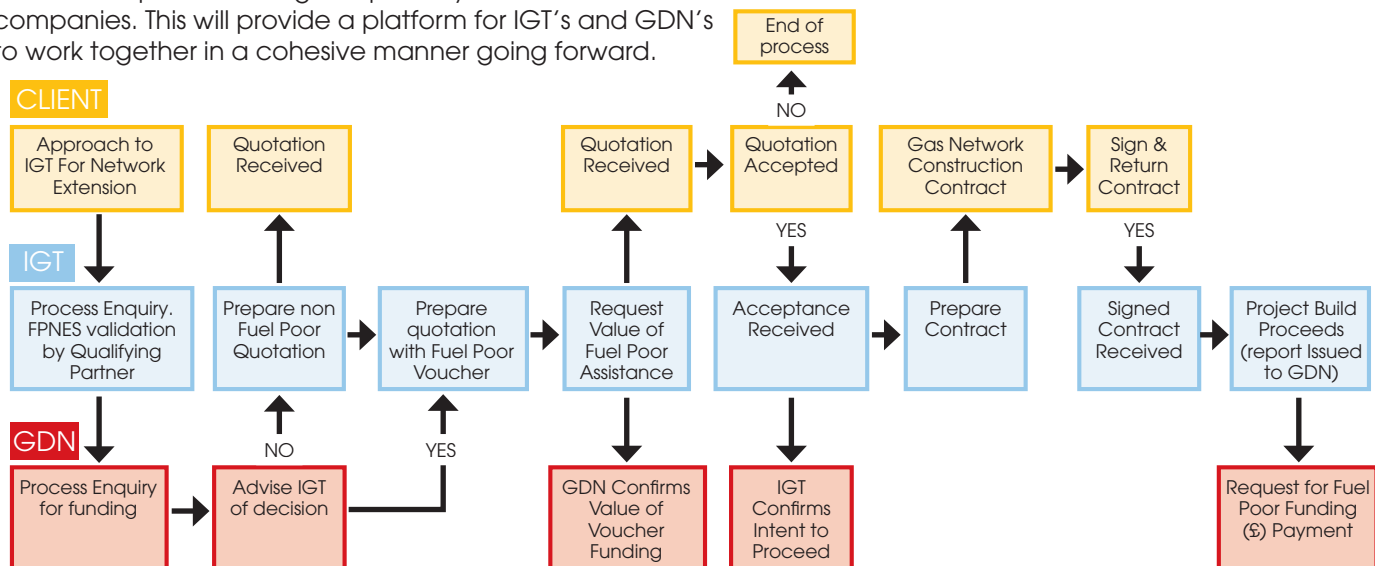 companies. This will provide a platform for IGT's and GDN's
to work together in a cohesive manner going forward.
End of
process
NO
CLIENT
Approach to
IGT For Network
Extension
Quotation
Received
Quotation
Received
Quotation
Accepted
Gas Network
Construction
Contract
Sign &
Return
Contract
YES
YES
IGT
Process Enquiry.
FPNES validation
by Qualifying
Partner
Prepare non
Fuel Poor
Quotation
Prepare
quotation
with Fuel Poor
Voucher
Request
Value of
Fuel Poor
Assistance
Acceptance
Received
Prepare
Contract
Signed
Contract
Received
Project Build
Proceeds
(report Issued
to GDN)
GDN
NO
YES
Process Enquiry
for funding
Advise IGT
of decision
GDN Confirms
Value of
Voucher
Funding
IGT
Confirms
Intent to
Proceed
Request for Fuel
Poor Funding
(£) Payment